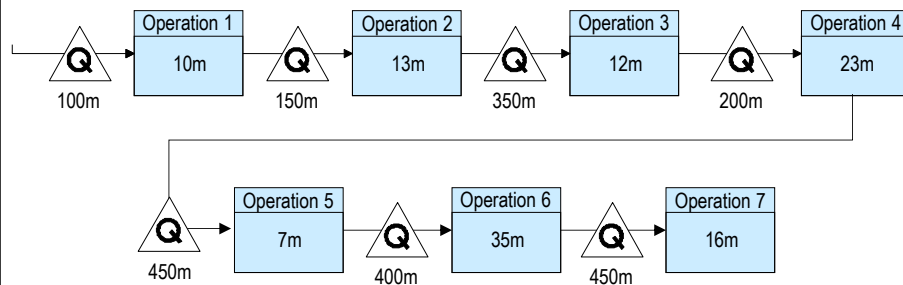 Operation 1
Operation 2
Operation 3
Operation 4
Q
10m
Q
13m
Q
12m
Q
23m
100m
150m
350m
200m
Operation 5
Operation 6
Operation 7
Q
7m
Q
35m
Q
16m
450m
400m
450m